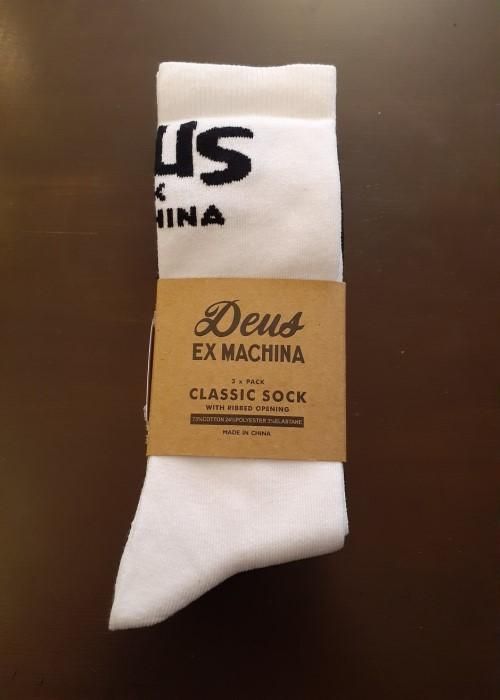 us
X
HINA
Deus
EX MACHINA
3 x PACK
CLASSIC SOCK
WITH RIBBED OPENING
73%COTTON 24%POLYESTER 3%ELASTANE
MADE IN CHINA